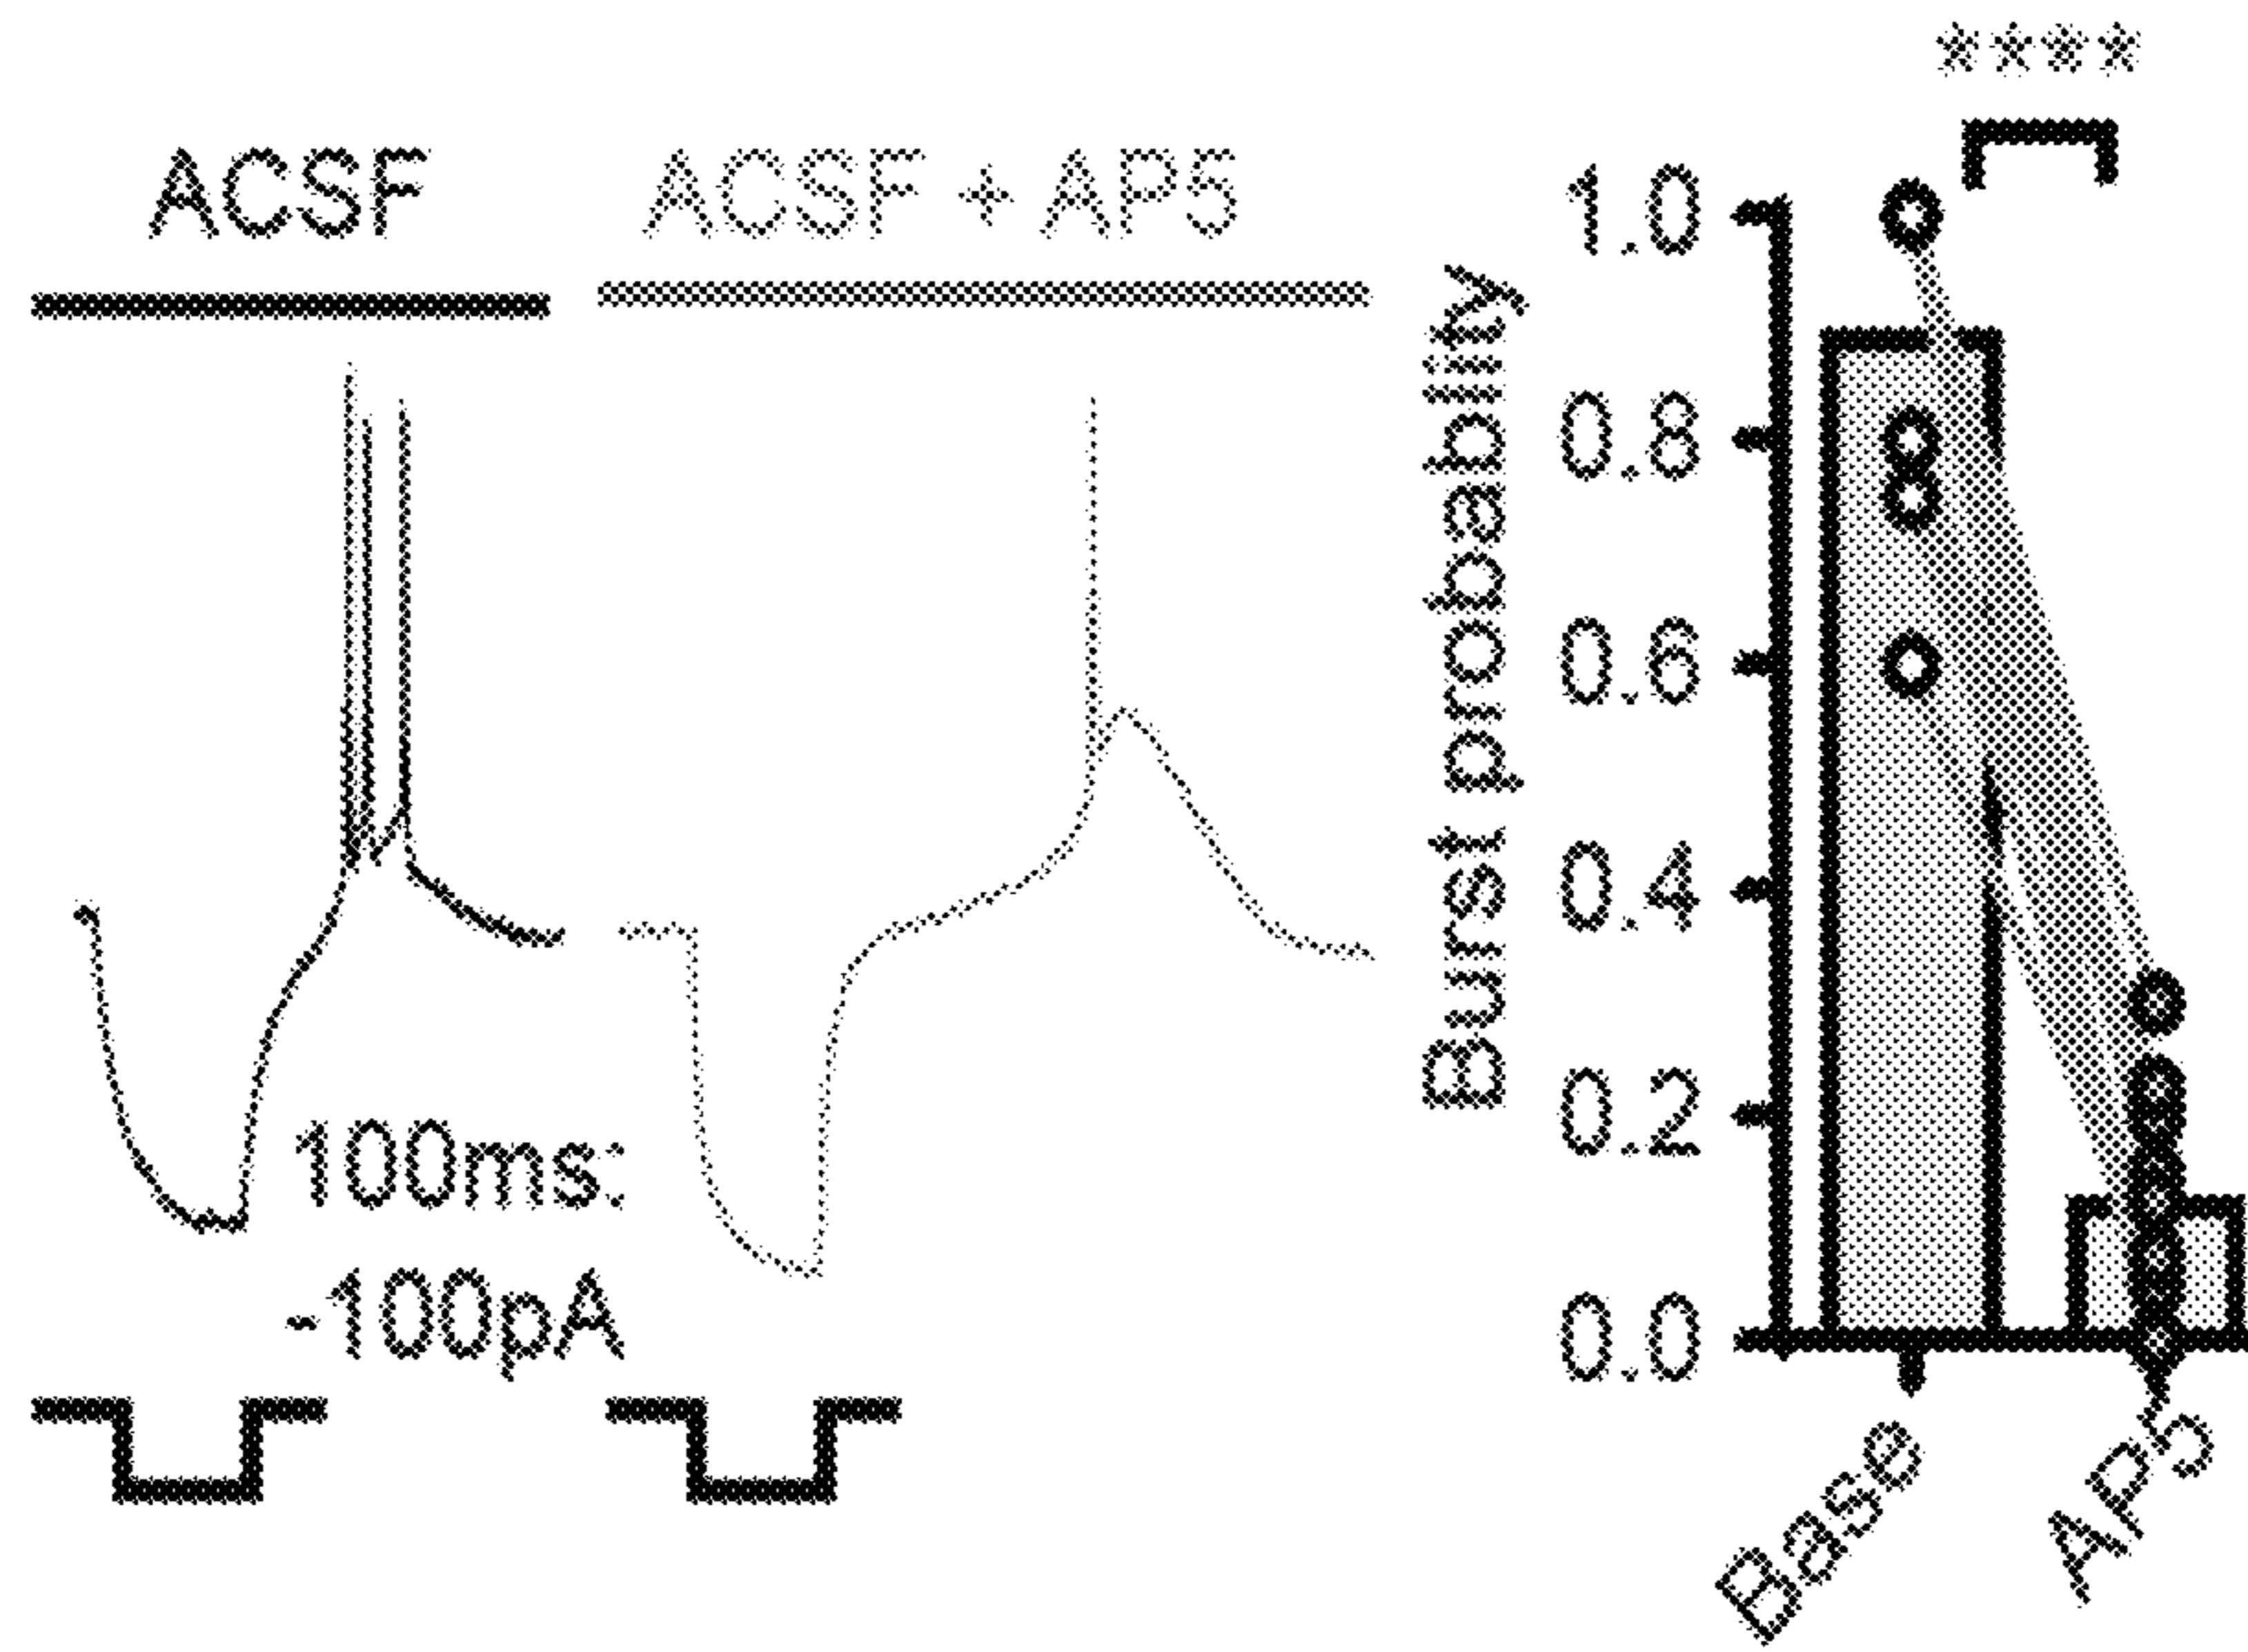 ACSF
ACSF + AP5
100ms
-100pA
****
Burst probability
1.0
0.8
0.6
0.4
0.2
0.0
Base
AP5